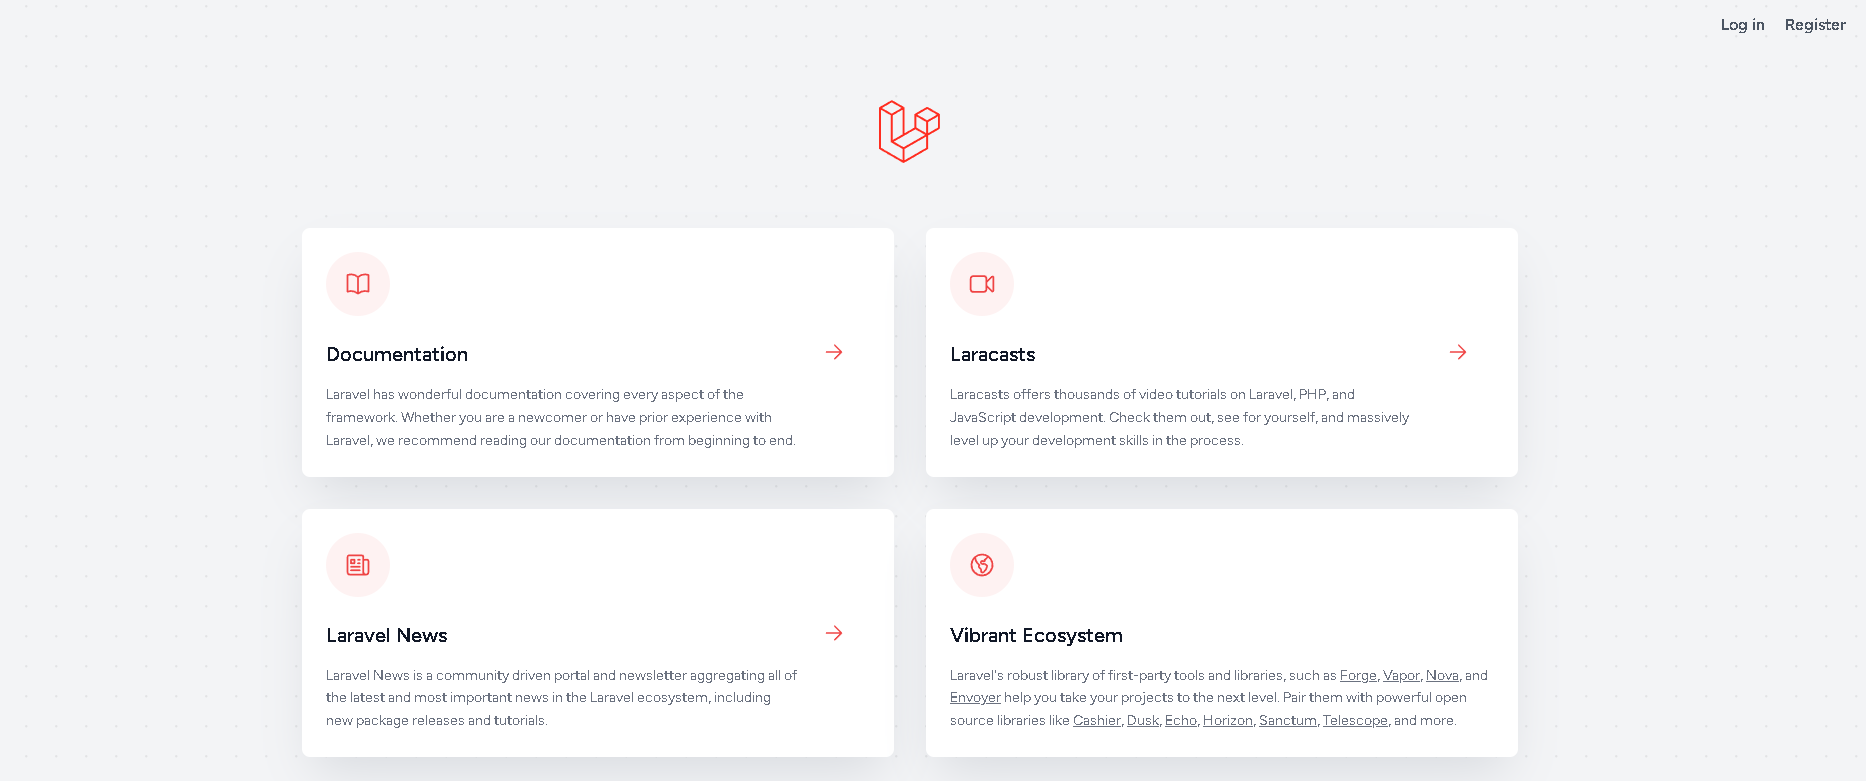 Log in Register
Documentation
Laravel has wonderful documentation covering every aspect of the
framework. Whether you are a newcomer or have prior experience with
Laravel, we recommend reading our documentation from beginning to end.
Laracasts
Laracasts offers thousands of video tutorials on Laravel, PHP, and
JavaScript development. Check them out, see for yourself, and massively
level up your development skills in the process.
Laravel News
Laravel News is a community driven portal and newsletter aggregating all of
the latest and most important news in the Laravel ecosystem, including
new package releases and tutorials.
Vibrant Ecosystem
Laravel's robust library of first-party tools and libraries, such as Forge, Vapor, Nova, and
Envoyer help you take your projects to the next level. Pair them with powerful open
source libraries like Cashier, Dusk, Echo, Horizon, Sanctum, Telescope, and more.